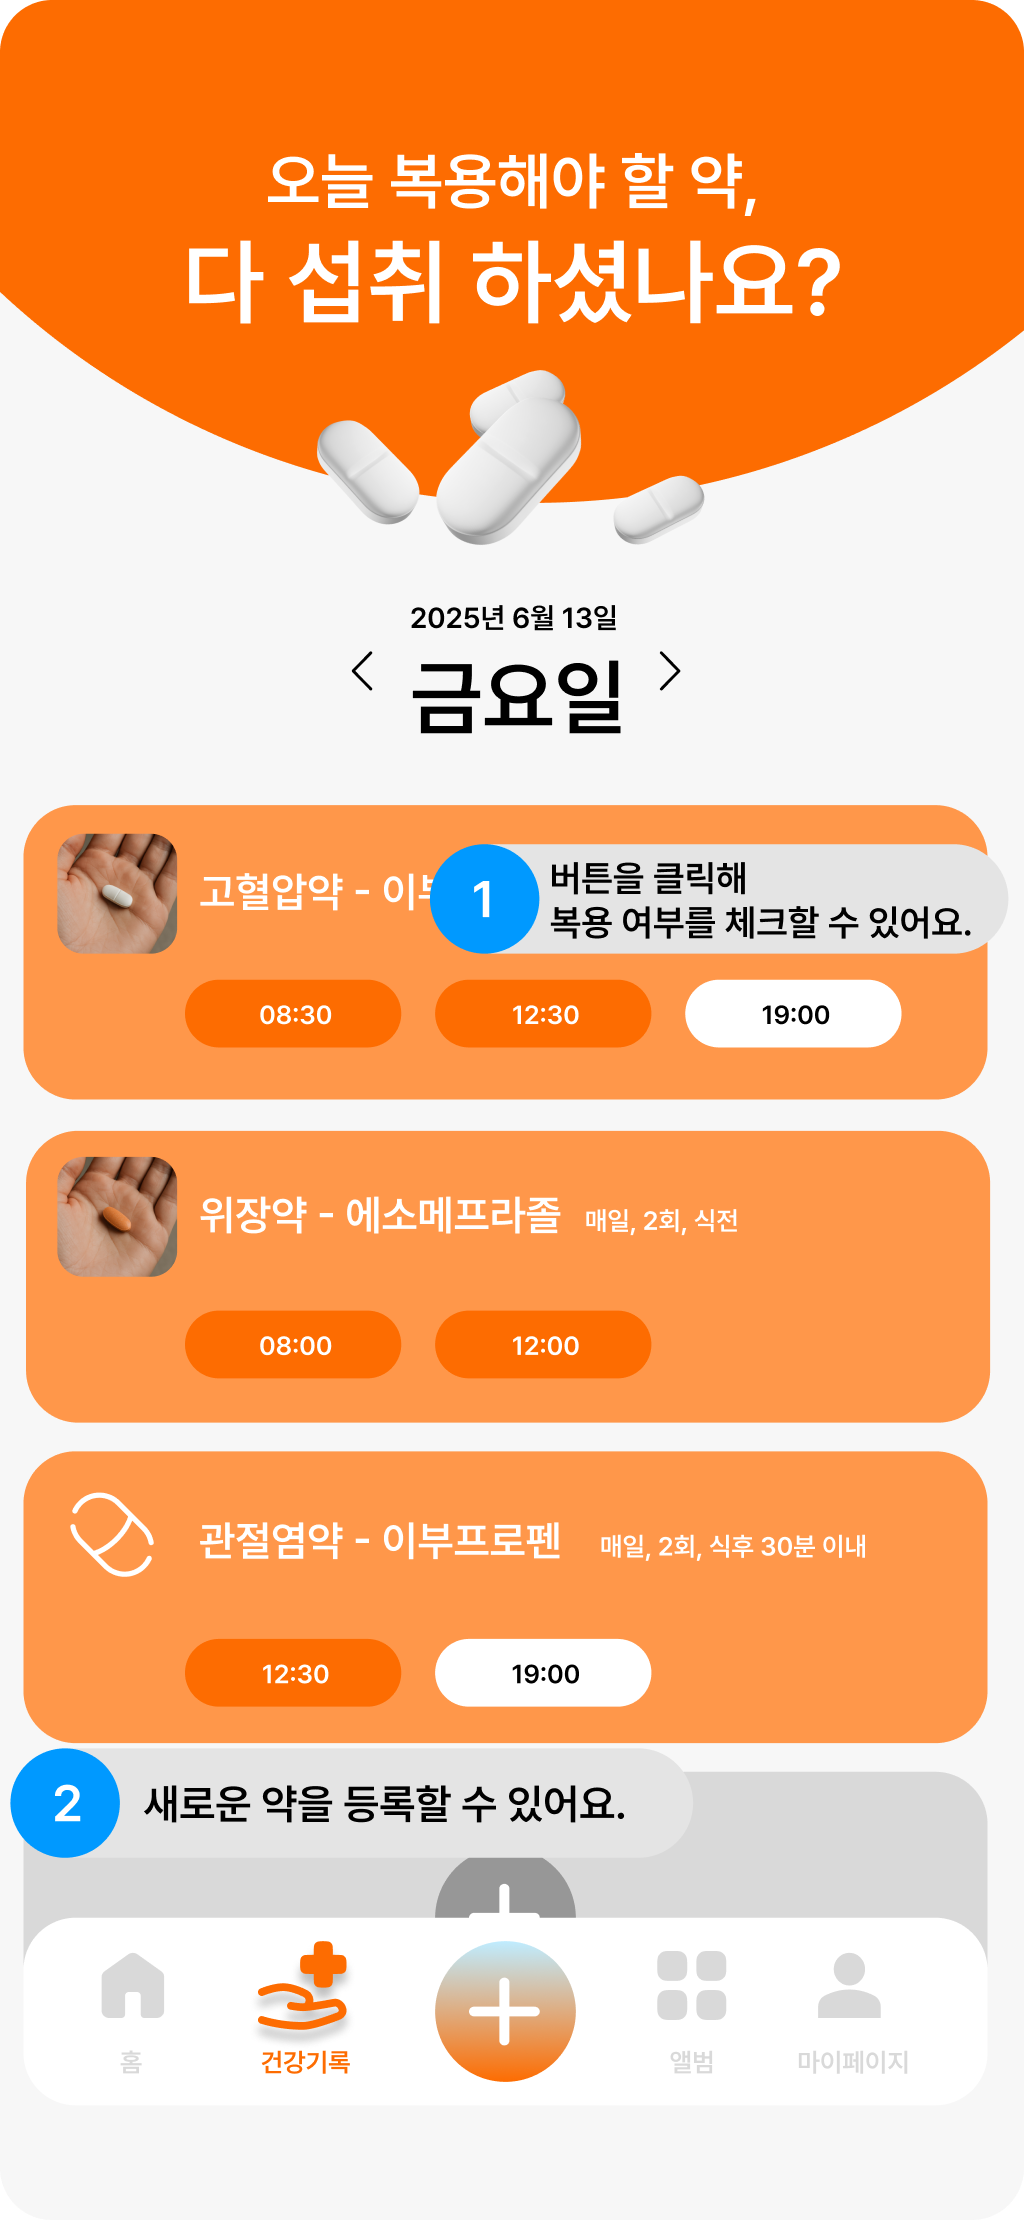 오늘 복용해야 할 약,
다 섭취 하셨나요?
2025년 6월 13일
금요일
고혈압약 - 이
1
버튼을 클릭해
복용 여부를 체크할 수 있어요.
08:30 12:30 19:00
위장약 - 에소메프라졸 매일, 2회, 식전
08:00 12:00
관절염약 - 이부프로펜 매일, 2회, 식후 30분 이내
12:30 19:00
2 새로운 약을 등록할 수 있어요.
홈 건강기록 앨범 마이페이지